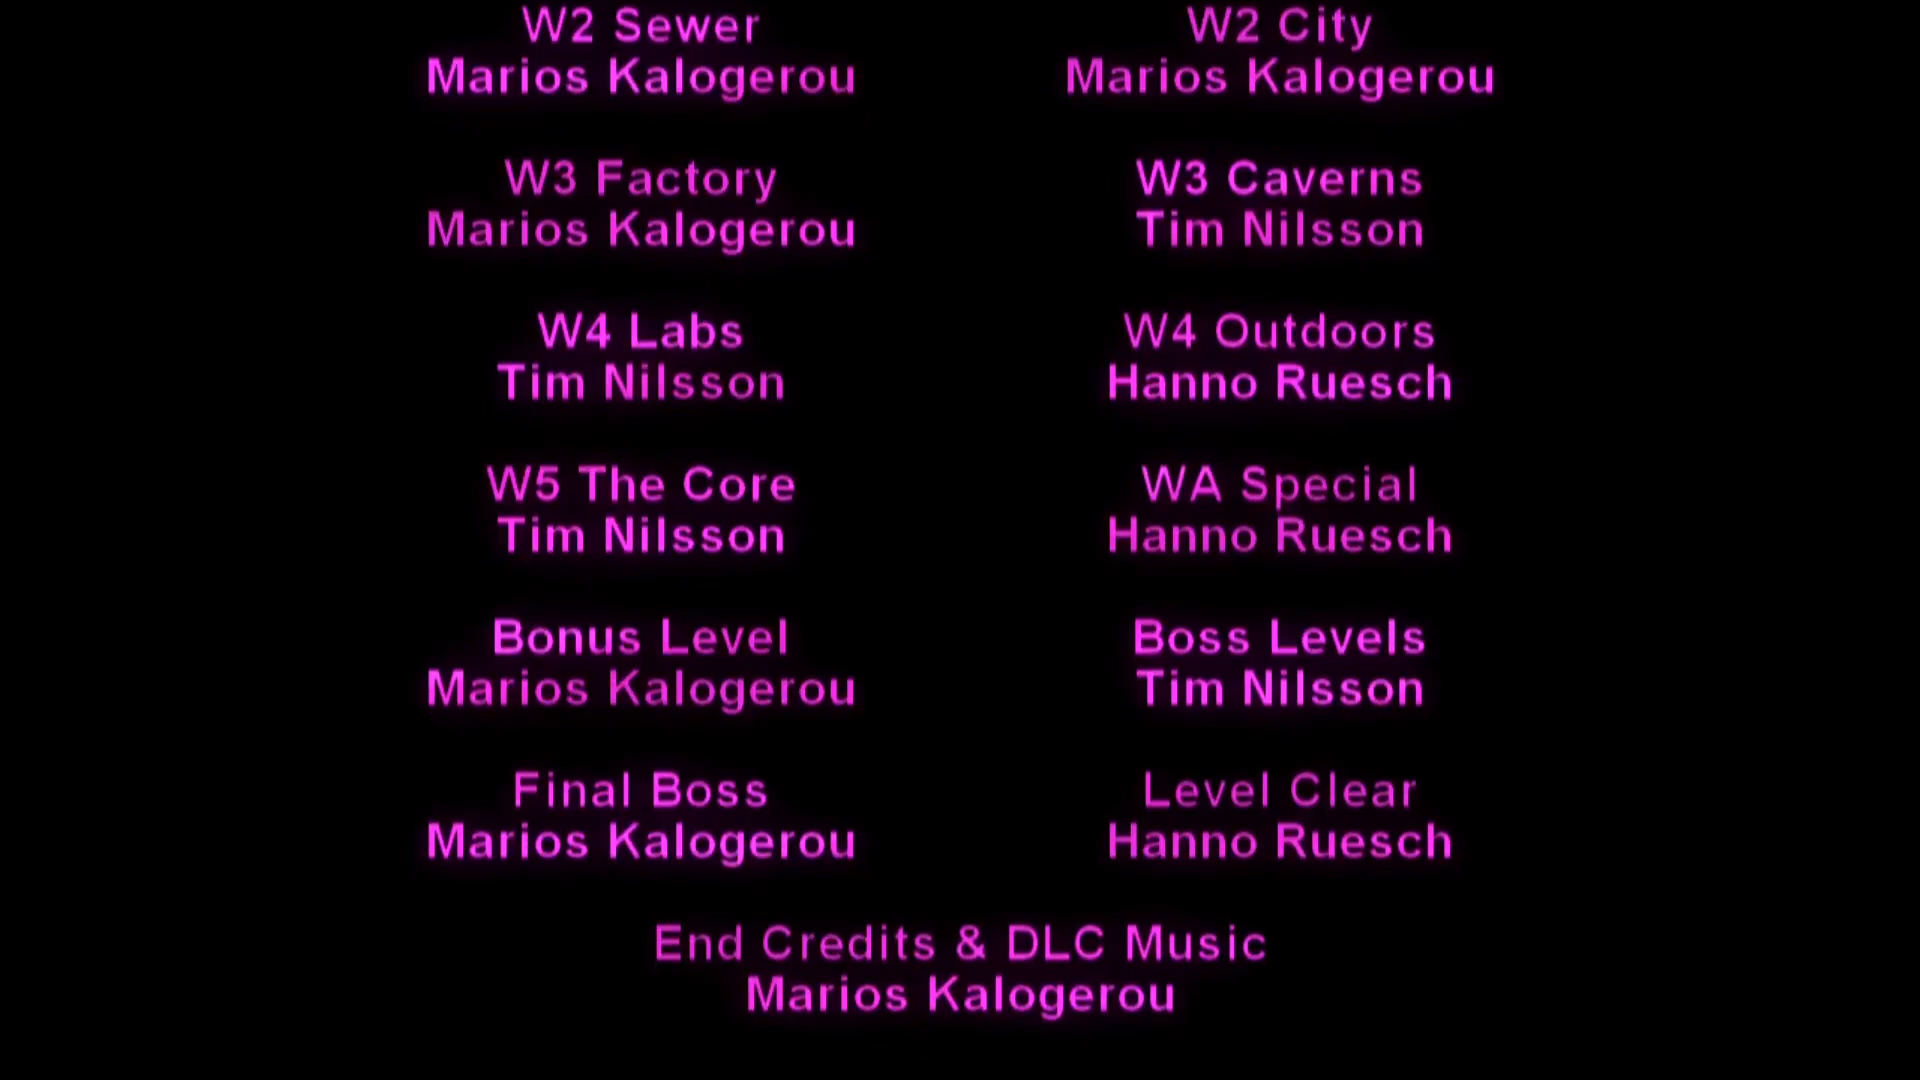 W2 Sewer
Marios Kalogerou
W2 City
Marios Kalogerou
W3 Factory
Marios Kalogerou
W3 Caverns
Tim Nilsson
W4 Labs
Tim Nilsson
W4 Outdoors
Hanno Ruesch
W5 The Core
Tim Nilsson
WA Special
Hanno Ruesch
Bonus Level
Marios Kalogerou
Boss Levels
Tim Nilsson
Final Boss
Marios Kalogerou
Level Clear
Hanno Ruesch
End Credits & DLC Music
Marios Kalogerou